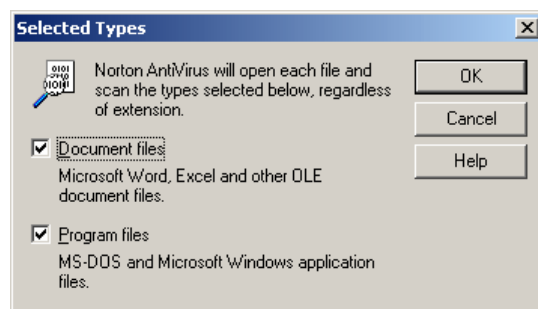 Selected Types
Norton AntiVirus will open each file and
scan the types selected below, regardless
of extension.
OK
Cancel
Help
Document files
Microsoft Word, Excel and other OLE
document files.
Program files
MS-DOS and Microsoft Windows application
files.